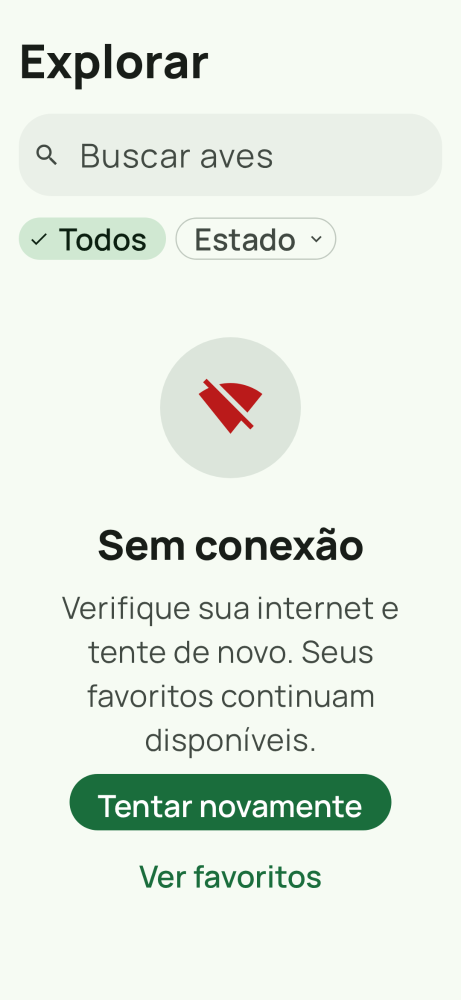 Explorar
Buscar aves
Todos
Estado
Sem conexão
Verifique sua internet e
tente de novo. Seus
favoritos continuam
disponíveis.
Tentar novamente
Ver favoritos